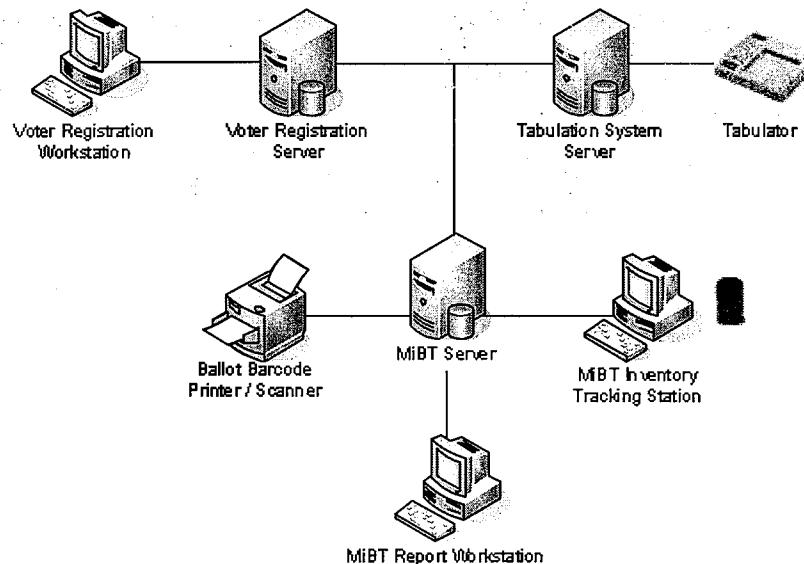 Voter Registration
Workstation
Voter Registration
Server
Tabulation System
Server
Tabulator
MiBT Server
Ballot Barcode
Printer / Scanner
MiBT Inventory
Tracking Station
MiBT Report Workstation